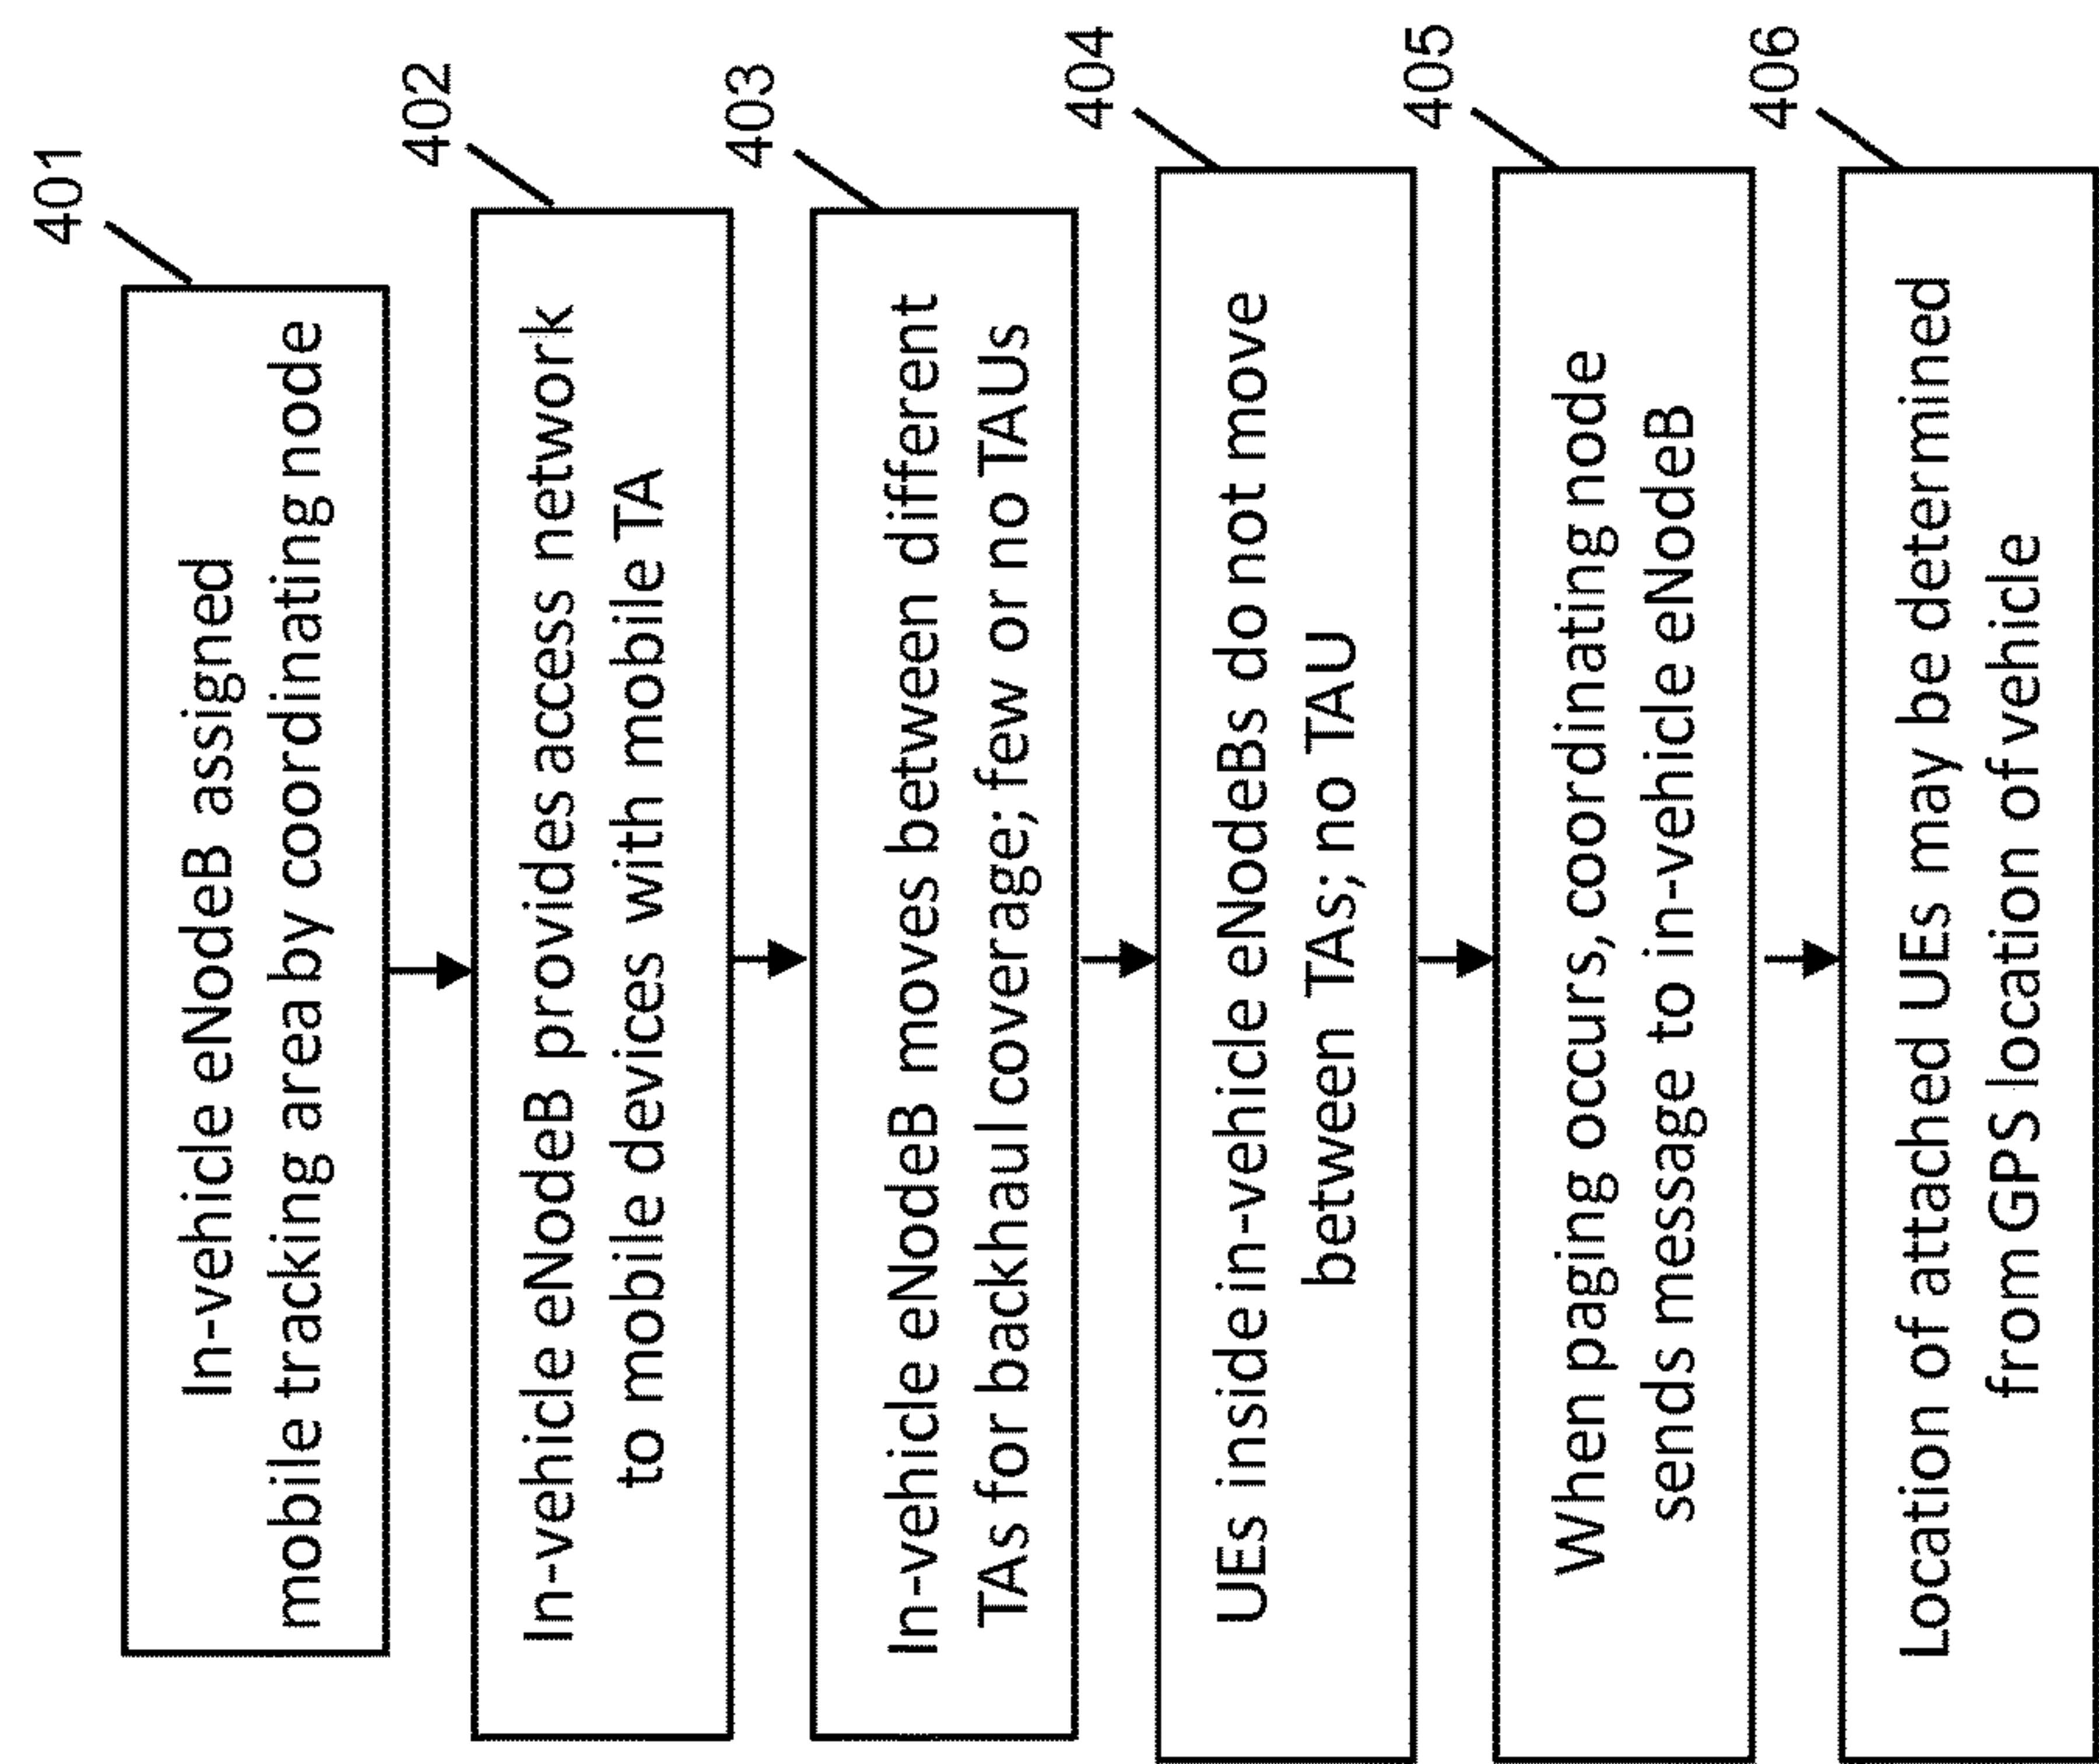 401
In-vehicle eNodeB assigned
mobile tracking area by coordinating node
402
In-vehicle eNodeB provides access network
to mobile devices with mobile TA
403
In-vehicle eNodeB moves between different
TAs for backhaul coverage; few or no TAUs
404
UEs inside in-vehicle eNodeBs do not move
between TAs; no TAU
405
When paging occurs, coordinating node
sends message to in-vehicle eNodeB
406
Location of attached UEs may be determined
from GPS location of vehicle